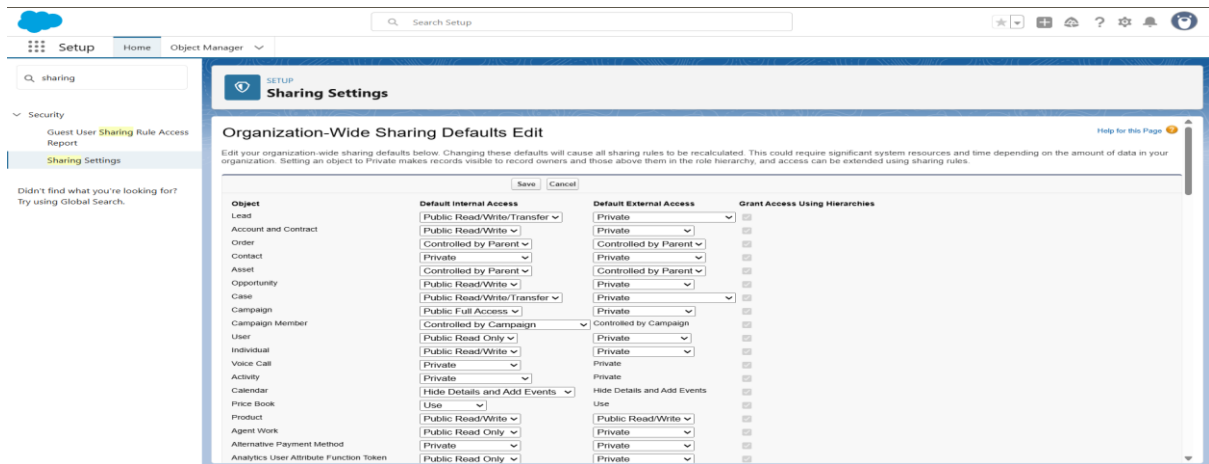 Search Setup
Setup Home Object Manager
sharing
Security
Guest User Sharing Rule Access
Report
Sharing Settings
Didn't find what you're looking for?
Try using Global Search.
SETUP
Sharing Settings
Organization-Wide Sharing Defaults Edit
Help for this Page
Edit your organization-wide sharing defaults below. Changing these defaults will cause all sharing rules to be recalculated. This could require significant system resources and time depending on the amount of data in your
organization. Setting an object to Private makes records visible to record owners and those above them in the role hierarchy, and access can be extended using sharing rules.
Save Cancel
Object Default Internal Access Default External Access Grant Access Using Hierarchies
Lead Public Read/Write/Transfer Private
Account and Contract Public Read/Write Private
Order Controlled by Parent Controlled by Parent
Contact Private Private
Asset Controlled by Parent Controlled by Parent
Opportunity Public Read/Write Private
Case Public Read/Write/Transfer Private
Campaign Public Full Access Private
Campaign Member Controlled by Campaign Controlled by Campaign
User Public Read Only Private
Individual Public Read/Write Private
Voice Call Private Private
Activity Private Private
Calendar Hide Details and Add Events Hide Details and Add Events
Price Book Use Use
Product Public Read/Write Public Read/Write
Agent Work Public Read Only Private
Alternative Payment Method Private Private
Analytics User Attribute Function Token Public Read Only Private